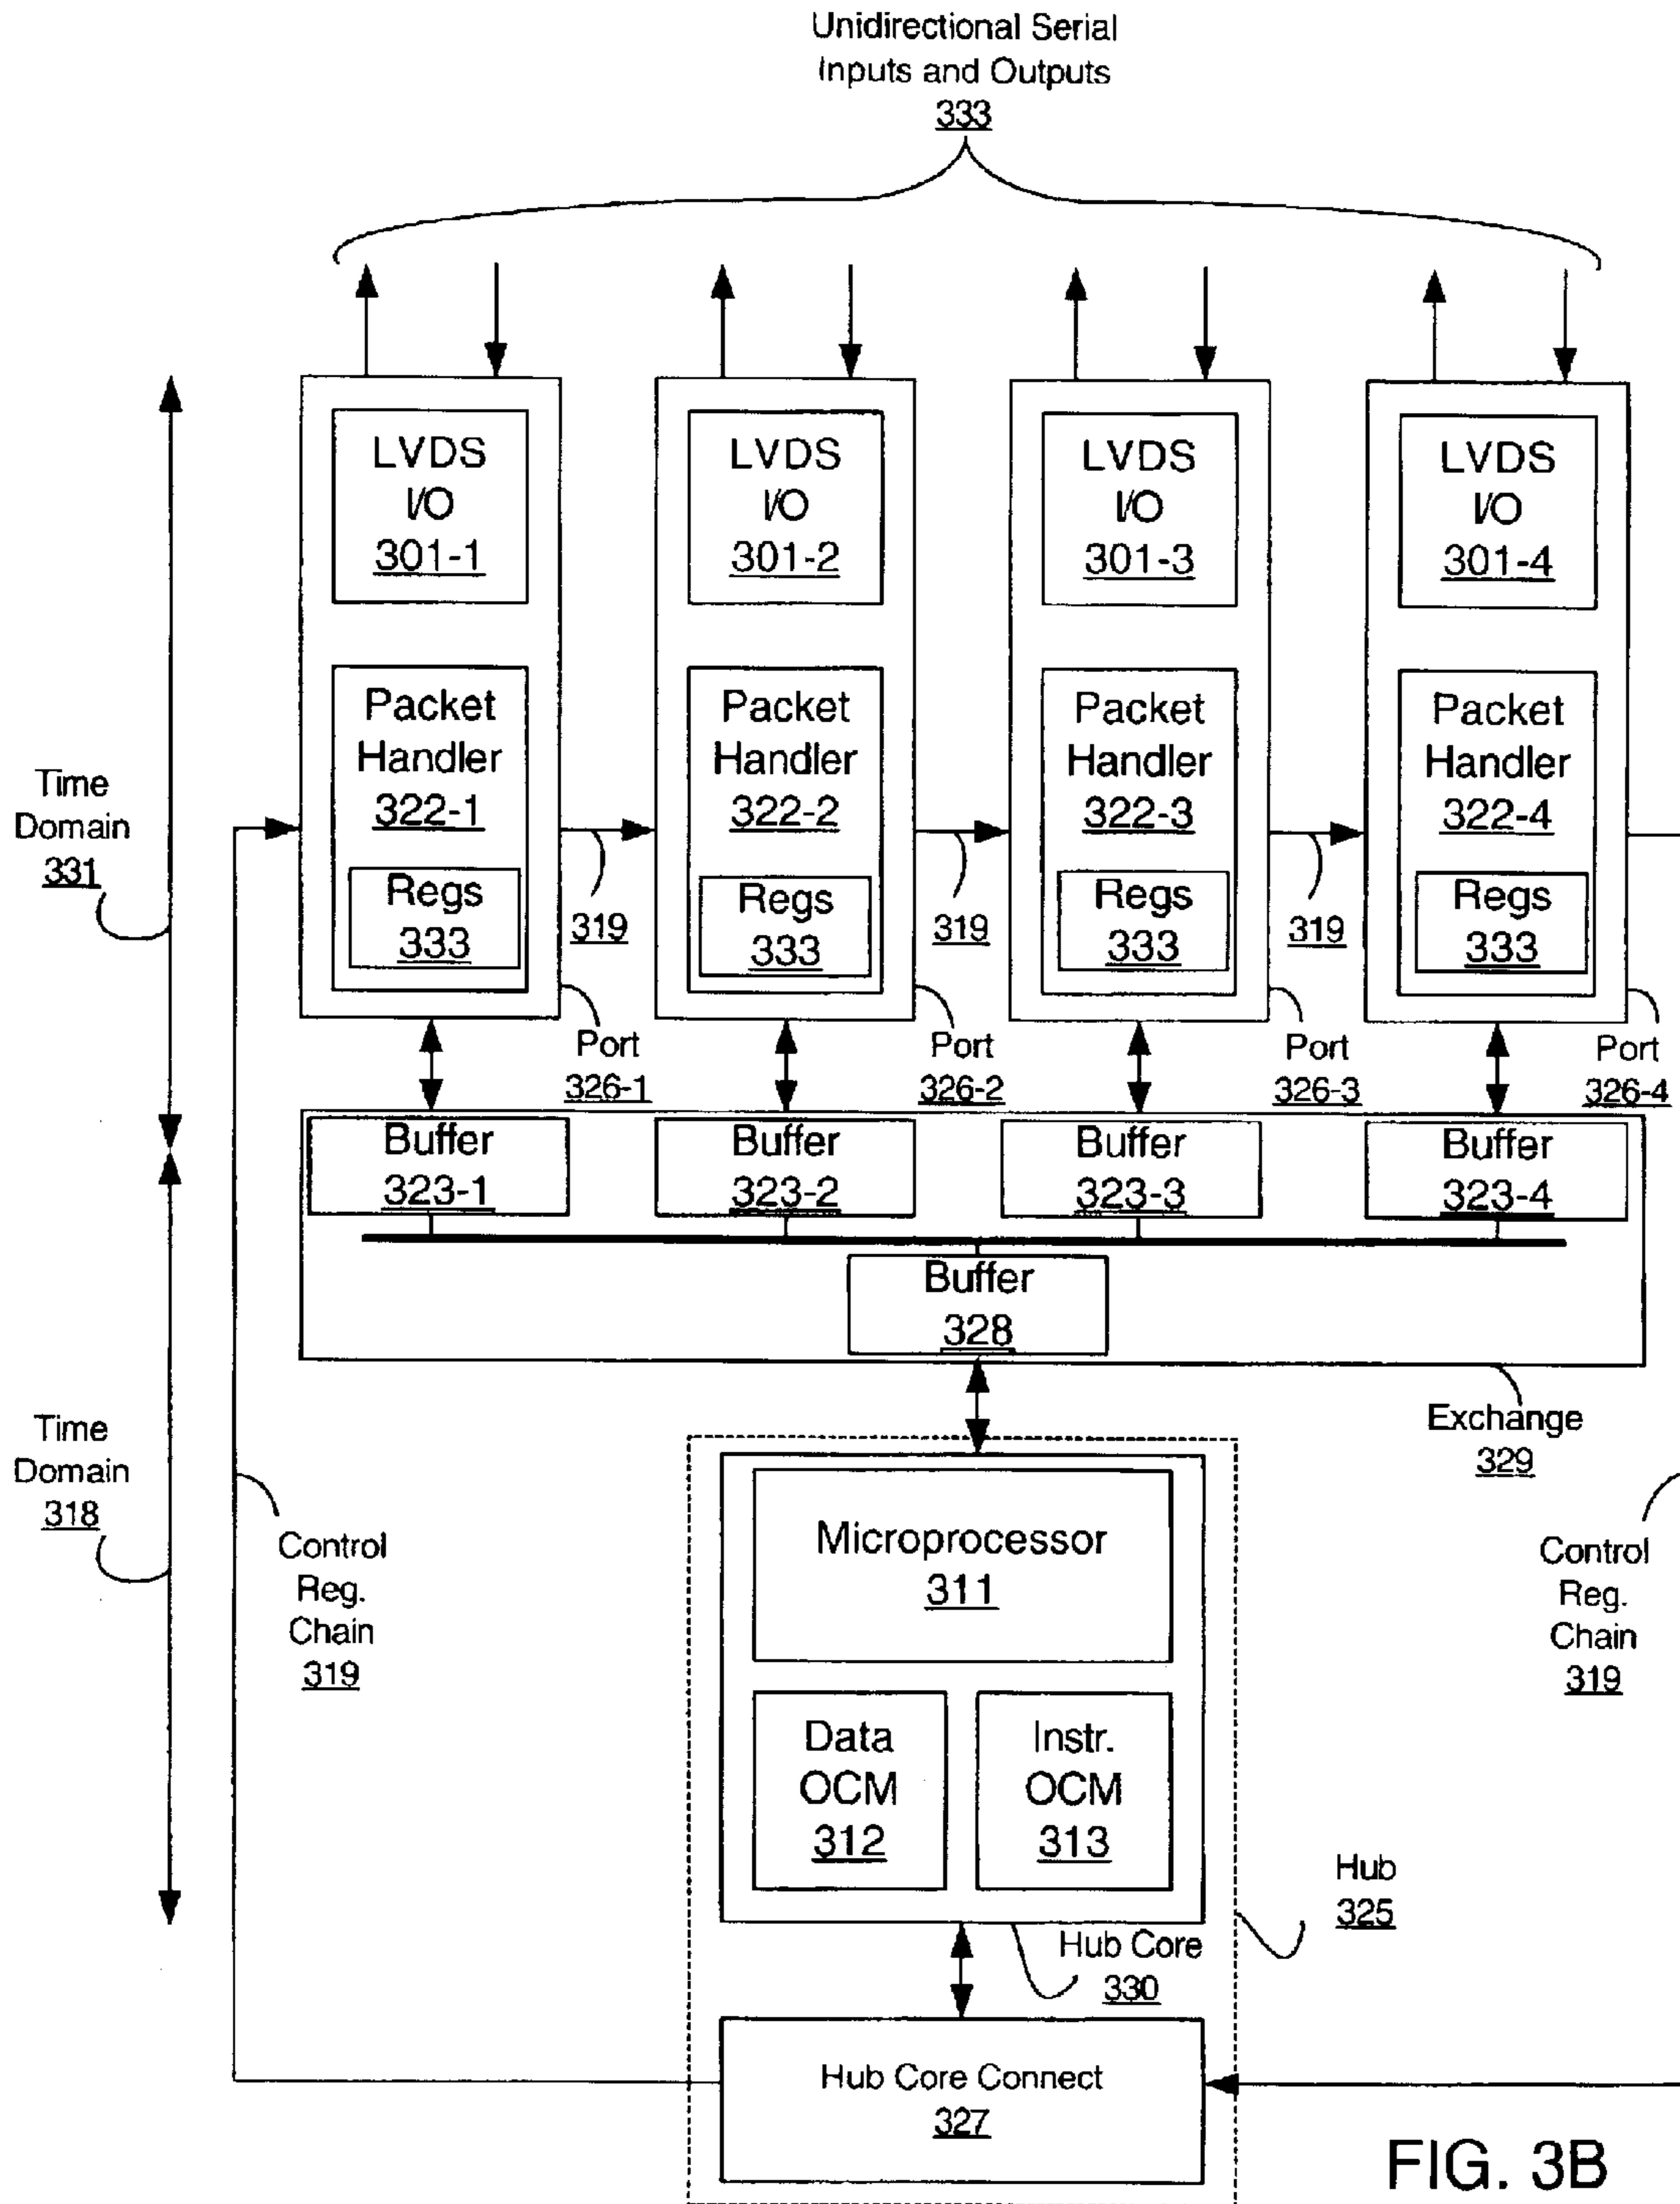 Unidirectional Serial
Inputs and Outputs
333
LVDS
I/O
301-1
LVDS
I/O
301-2
LVDS
I/O
301-3
LVDS
I/O
301-4
Packet
Handler
322-1
Regs
333
Packet
Handler
322-2
Regs
333
Packet
Handler
322-3
Regs
333
Packet
Handler
322-4
Regs
333
Time
Domain
331
319
319
319
Port
326-1
Port
326-2
Port
326-3
Port
326-4
Buffer
323-1
Buffer
323-2
Buffer
323-3
Buffer
323-4
Buffer
328
Exchange
329
Time
Domain
318
Control
Reg.
Chain
319
Microprocessor
311
Control
Reg.
Chain
319
Data
OCM
312
Instr.
OCM
313
Hub
325
Hub Core
330
Hub Core Connect
327
FIG. 3B